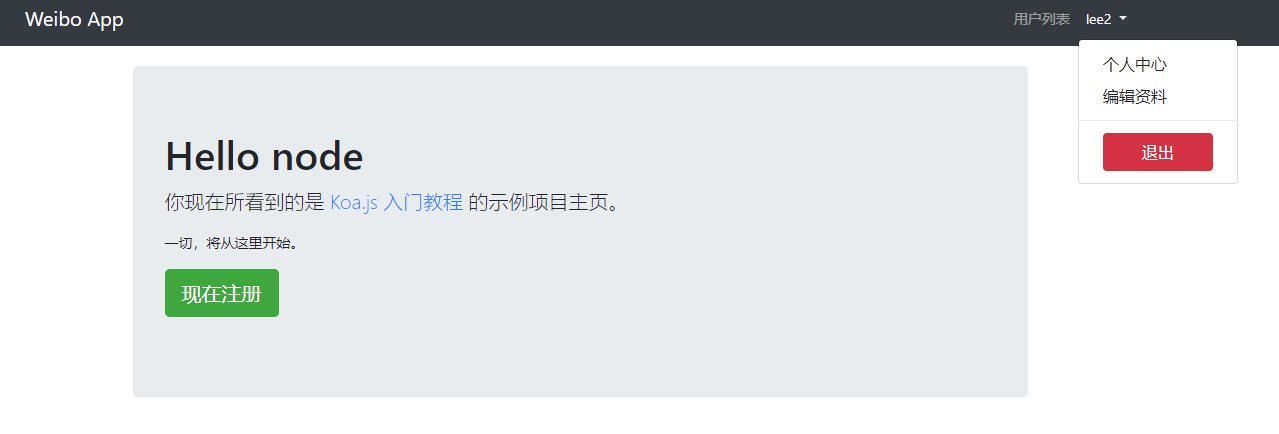 Weibo App
用户列表 lee2
个人中心
编辑资料
退出
Hello node
你现在所看到的是 Koa.js 入门教程 的示例项目主页。
一切，将从这里开始。
现在注册